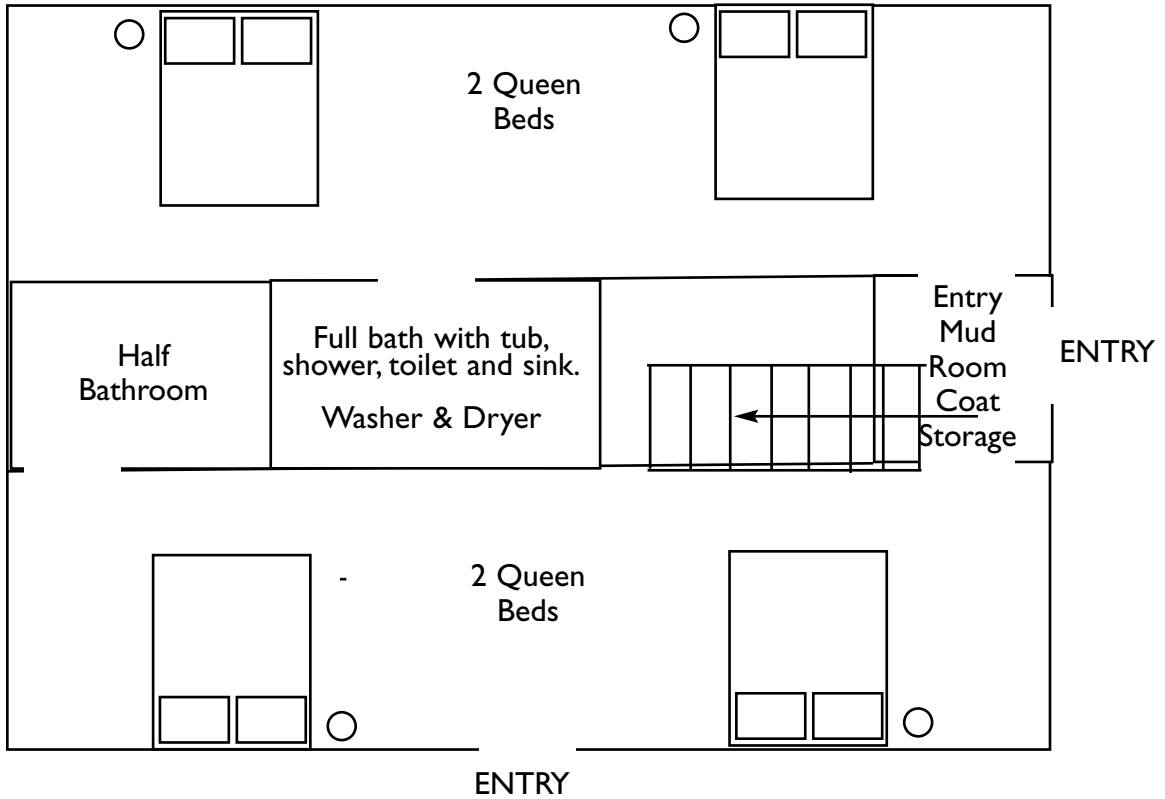 2 Queen
Beds
Half
Bathroom
Full bath with tub,
shower, toilet and sink.
Washer & Dryer
Entry
Mud
Room
Coat
Storage
ENTRY
2 Queen
Beds
ENTRY